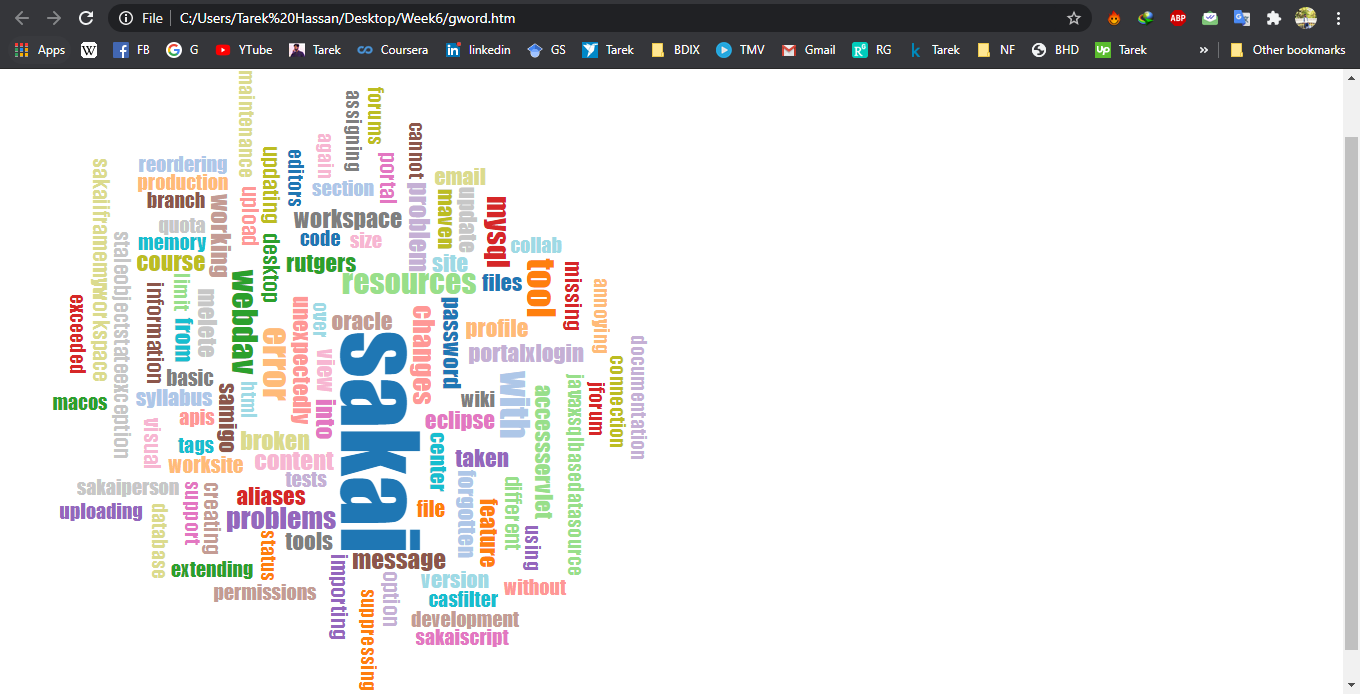 File C:/Users/Tarek%20Hassan/Desktop/Week6/gword.htm
ABP
Apps FB G YTube Tarek Coursera linkedin GS Tarek BDIX TMV Gmail RG Tarek NF BHD Tarek » Other bookmarks
maintenance
forums
assigning
cannot
again
updating
editors
portal
reordering
sakaiiframemyworkspace
email
production
section
problem
branch
upload
working
maven
update
mysql
workspace
quota
staleobjectstateexception
desktop
code
size
memory
collab
course
rutgers
site
tool
missing
webdav
resources
files
limit
annoying
information
melete
exceeded
unexpectedly
password
over
changes
from
oracle
error
profile
sakai
documentation
portalxlogin
view
connection
basic
with
javaxsqlbasedatasource
html
jforum
samigo
accessservlet
syllabus
wiki
macos
into
apis
eclipse
visual
broken
center
tags
taken
content
worksite
tests
forgotten
different
sakaiperson
support
creating
aliases
feature
file
database
uploading
problems
using
status
tools
message
importing
extending
option
version
without
permissions
suppressing
casfilter
development
sakaiscript